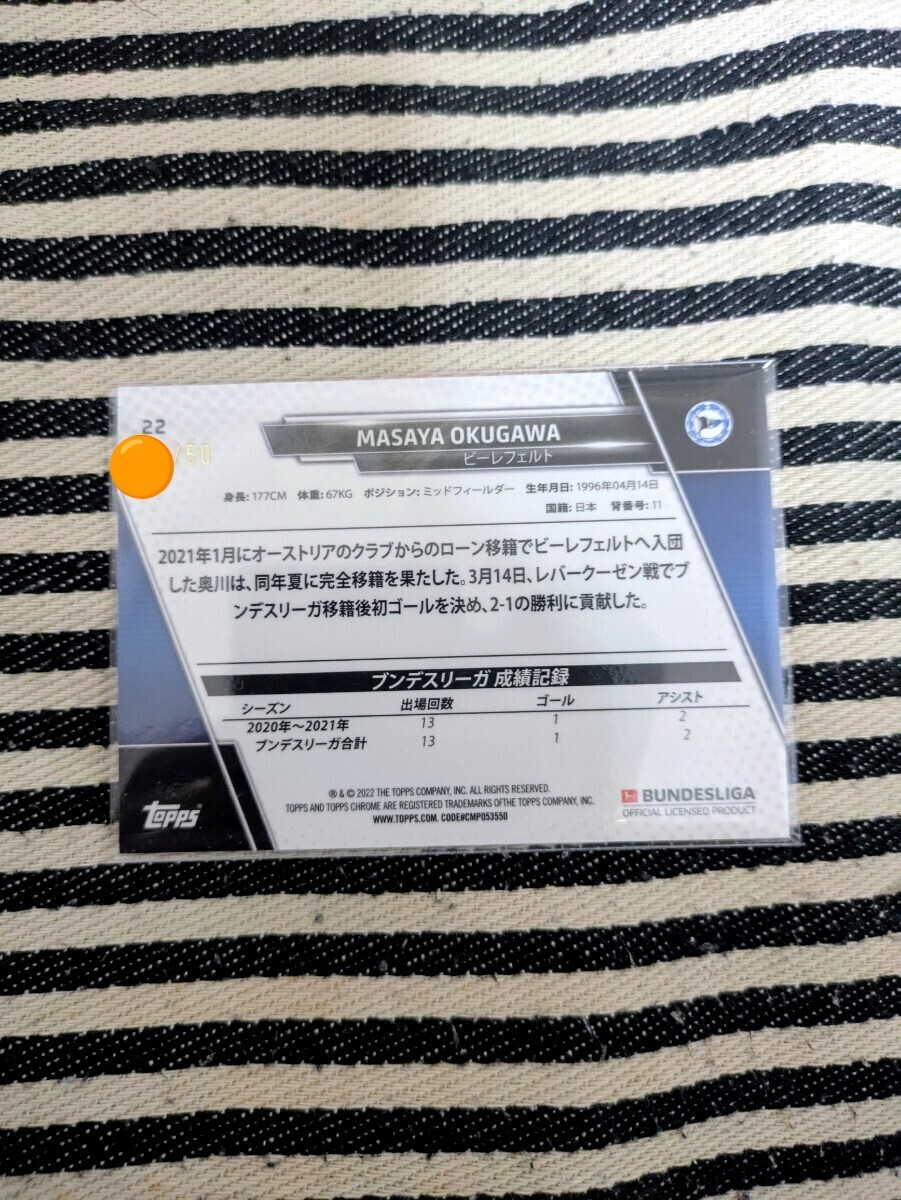 22
/50
MASAYA OKUGAWA
ビーレフェルト
身長: 177CM 体重: 67KG ポジション: ミッドフィールダー 生年月日: 1996年04月14日
国籍: 日本 背番号: 11
2021年1月にオーストリアのクラブからのローン移籍でビーレフェルトへ入団
した奥川は、同年夏に完全移籍を果たした。3月14日、レバークーゼン戦でブ
ンデスリーガ移籍後初ゴールを決め、2-1の勝利に貢献した。
ブンデスリーガ 成績記録
シーズン 出場回数 ゴール アシスト
2020年〜2021年 13 1 2
ブンデスリーガ合計 13 1 2
® & © 2022 THE TOPPS COMPANY, INC. ALL RIGHTS RESERVED.
TOPPS AND TOPPS CHROME ARE REGISTERED TRADEMARKS OFTHE TOPPS COMPANY, INC.
WWW.TOPPS.COM. CODE#CMP053550
topps
BUNDESLIGA
OFFICIAL LICENSED PRODUCT